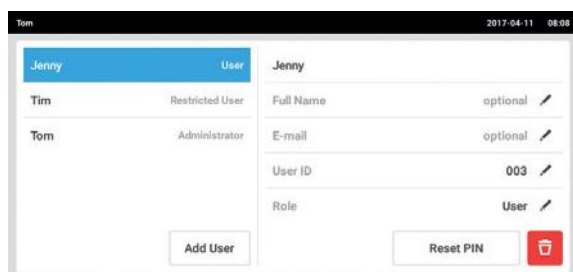 Tom 2017-04-11 08:08
Jenny User
Tim Restricted User
Tom Administrator
Add User
Jenny
Full Name optional
E-mail optional
User ID 003
Role User
Reset PIN